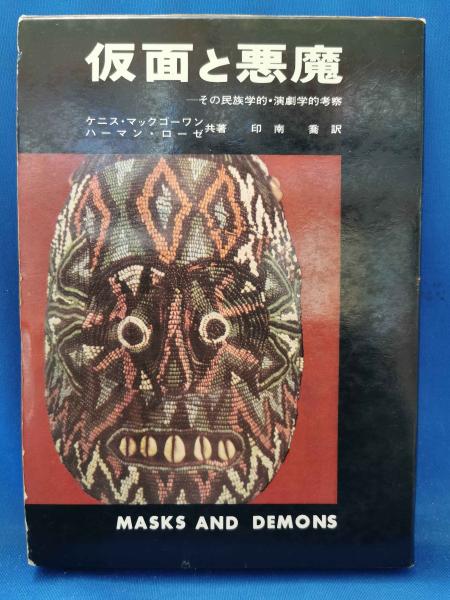 仮面と悪魔
—その民族学的・演劇学的考察
ケニス・マックゴーワン
ハーマン・ローゼ 共著 印南 喬 訳
MASKS AND DEMONS